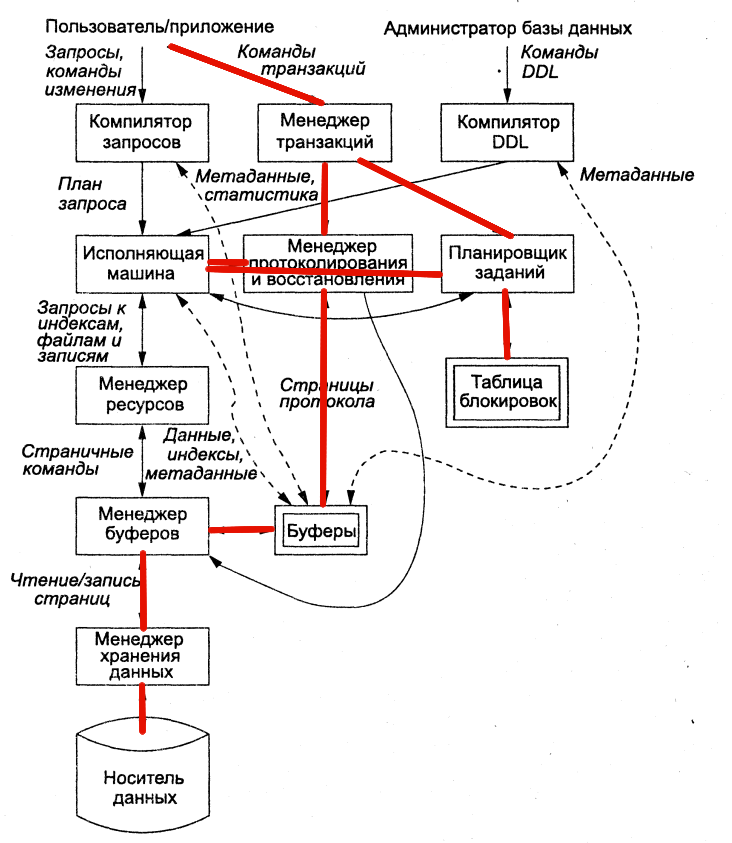 Пользователь/приложение
Администратор базы данных
Запросы,
команды
изменения
Команды
транзакций
Команды
DDL
Компилятор
запросов
Менеджер
транзакций
Компилятор
DDL
План
запроса
Метаданные,
статистика
Метаданные
Исполняющая
машина
Менеджер
протоколирования
и восстановления
Планировщик
заданий
Запросы к
индексам,
файлам и
записям
Менеджер
ресурсов
Страницы
протокола
Таблица
блокировок
Страничные
команды
Данные,
индексы,
метаданные
Менеджер
буферов
Буферы
Чтение/запись
страниц
Менеджер
хранения
данных
Носитель
данных